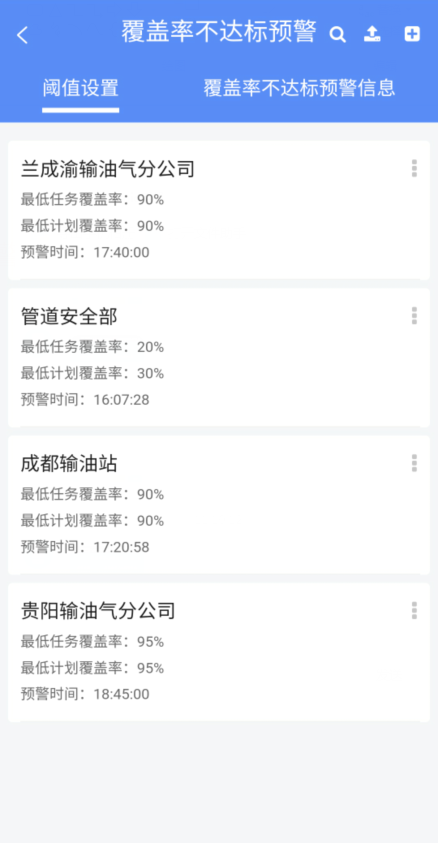 覆盖率不达标预警
阈值设置 覆盖率不达标预警信息
兰成渝输油气分公司
最低任务覆盖率：90%
最低计划覆盖率：90%
预警时间：17:40:00
管道安全部
最低任务覆盖率：20%
最低计划覆盖率：30%
预警时间：16:07:28
成都输油站
最低任务覆盖率：90%
最低计划覆盖率：90%
预警时间：17:20:58
贵阳输油气分公司
最低任务覆盖率：95%
最低计划覆盖率：95%
预警时间：18:45:00